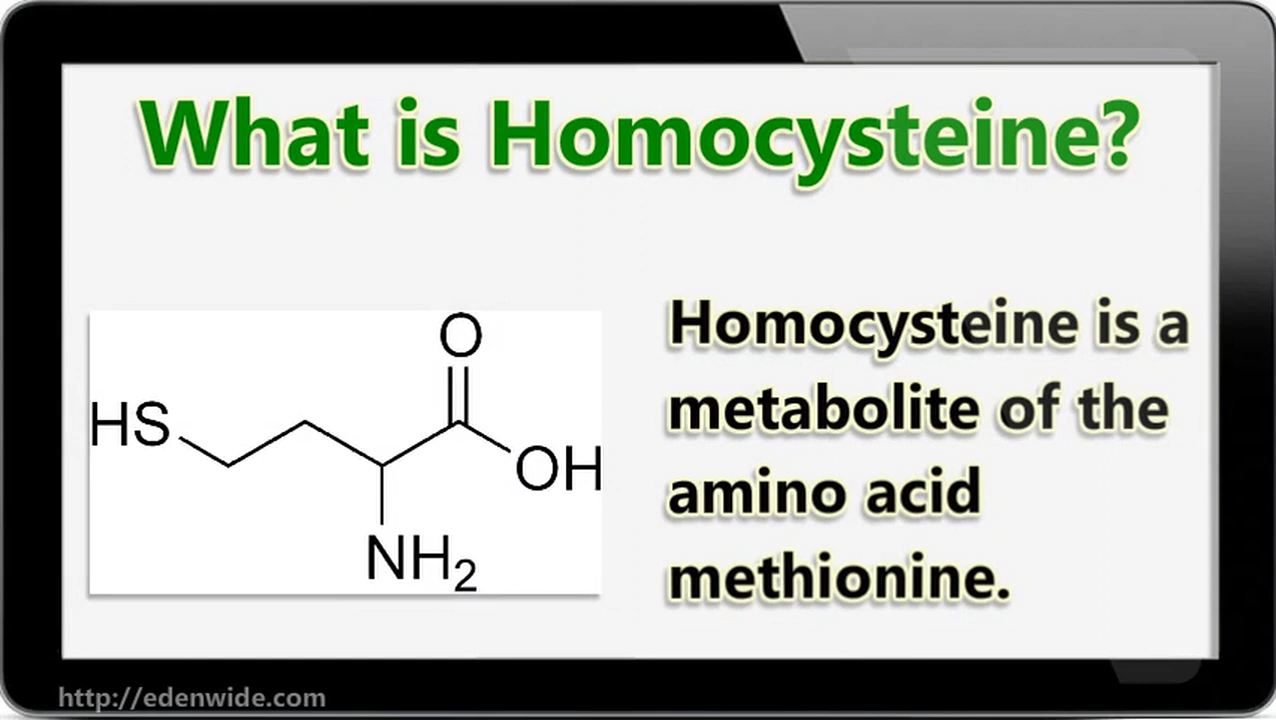 What is Homocysteine?
O
HS
OH
NH₂
Homocysteine is a
metabolite of the
amino acid
methionine.
http://edenwide.com